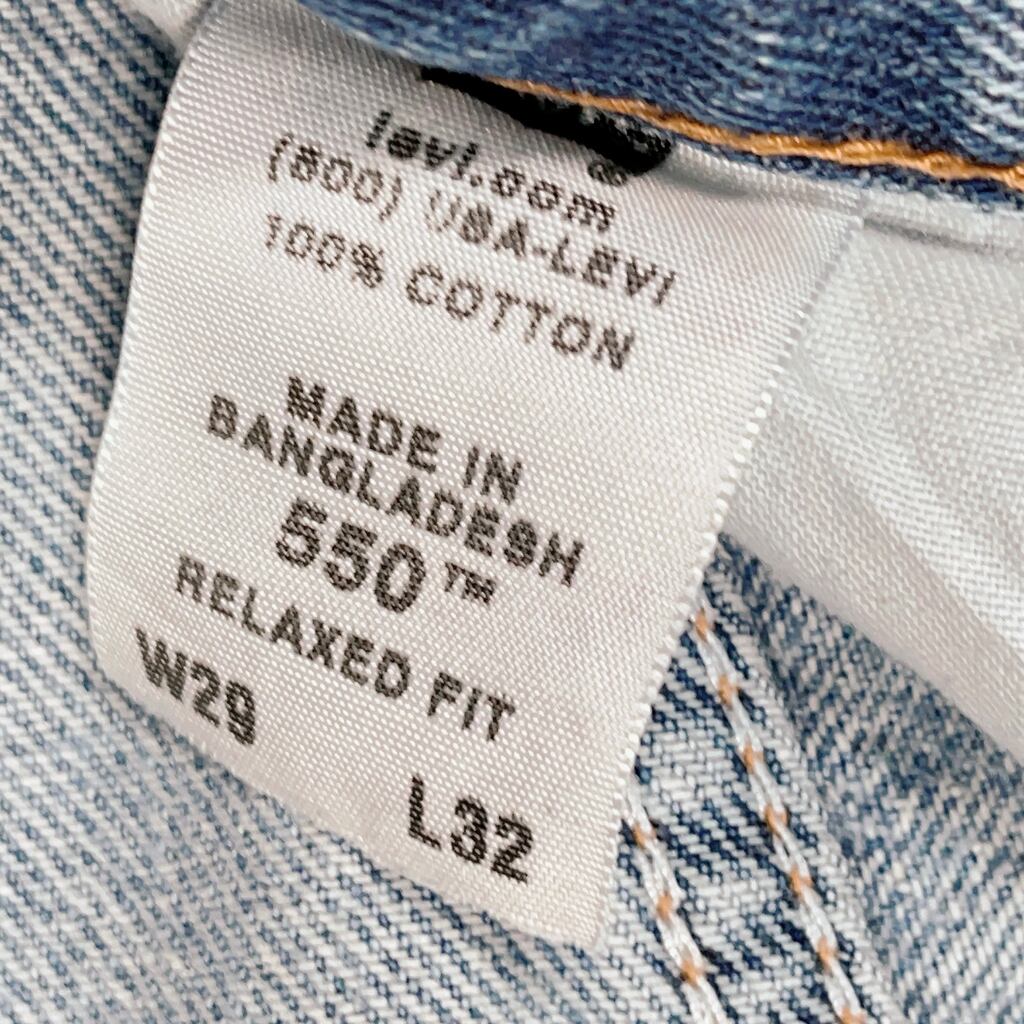 levi.com
(800) USA-LEVI
100% COTTON
MADE IN
BANGLADESH
550™
RELAXED FIT
W29
L32